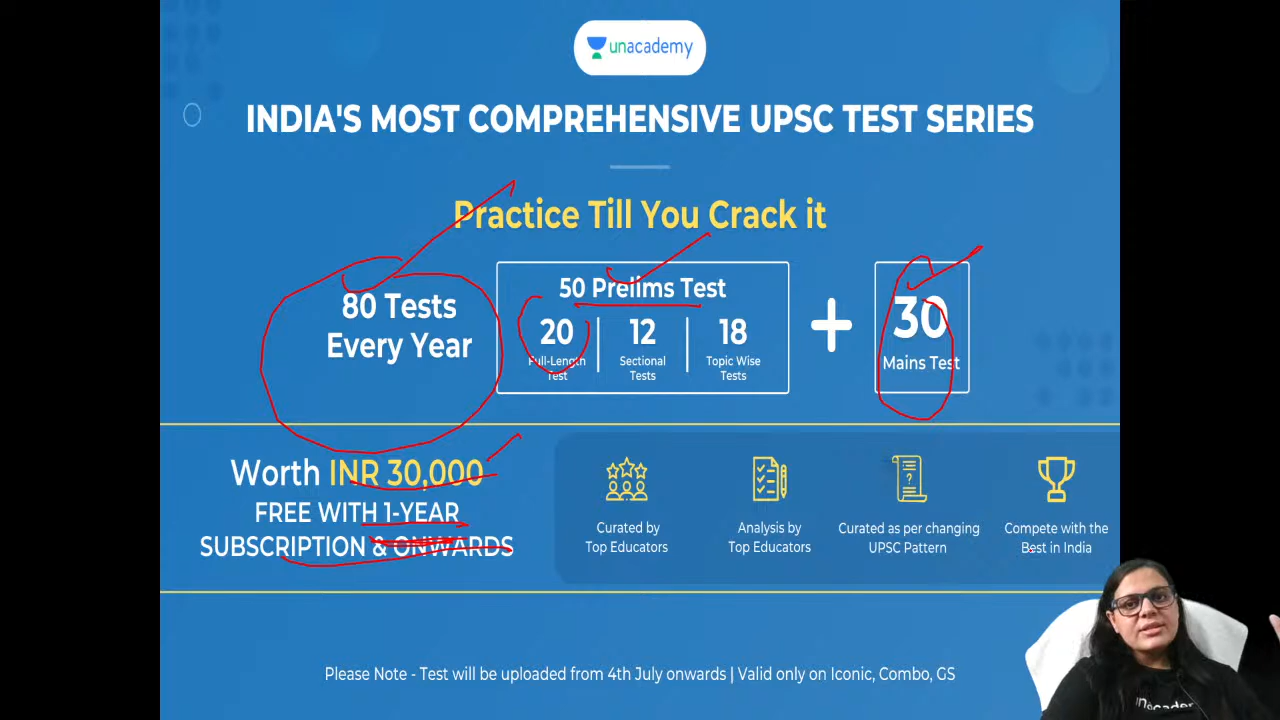 unacademy
INDIA'S MOST COMPREHENSIVE UPSC TEST SERIES
Practice Till You Crack it
80 Tests
Every Year
50 Prelims Test
20
Full-Length
Test
12
Sectional
Tests
18
Topic Wise
Tests
+
30
Mains Test
Worth INR 30,000
FREE WITH 1-YEAR
SUBSCRIPTION & ONWARDS
Curated by
Top Educators
Analysis by
Top Educators
?
Curated as per changing
UPSC Pattern
Compete with the
Best in India
Please Note - Test will be uploaded from 4th July onwards | Valid only on Iconic, Combo, GS